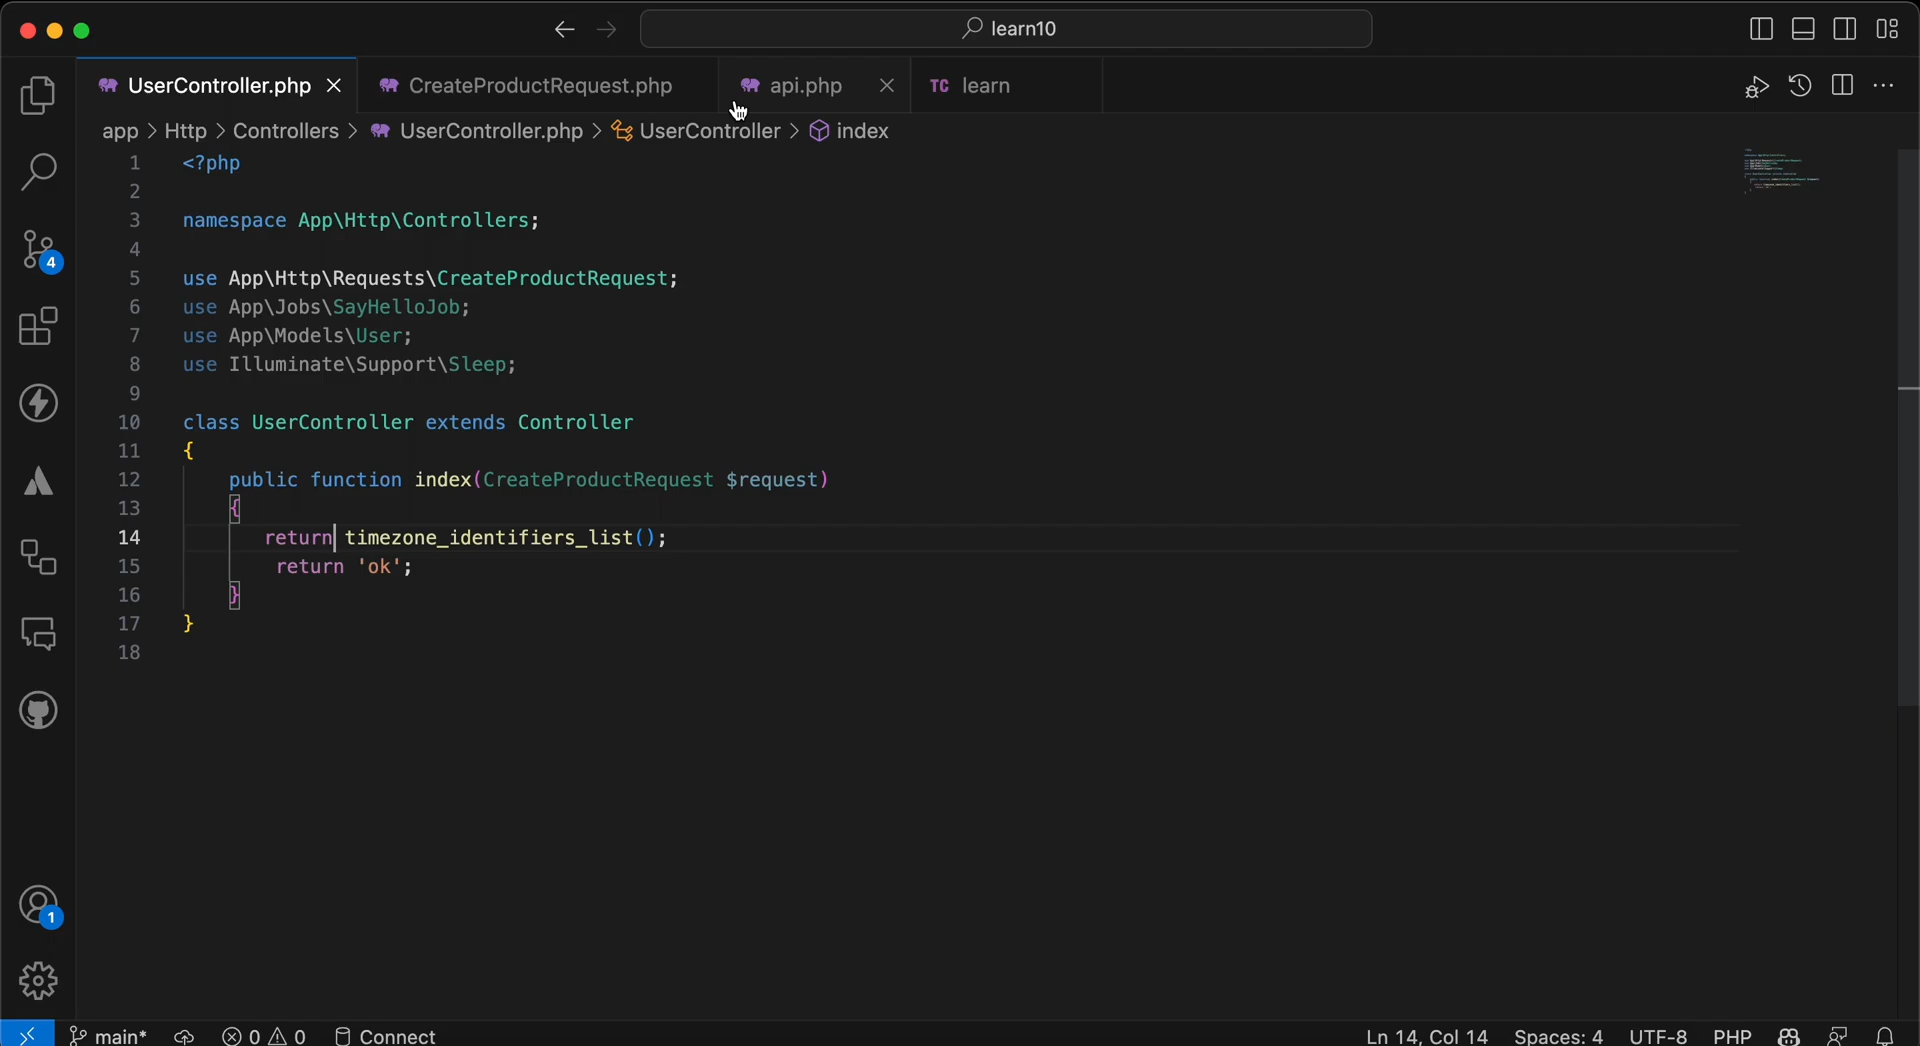 learn10
UserController.php
CreateProductRequest.php
api.php
TC learn
app > Http > Controllers > UserController.php > UserController > index
1 <?php
2
3 namespace App\Http\Controllers;
4
5 use App\Http\Requests\CreateProductRequest;
6 use App\Jobs\SayHelloJob;
7 use App\Models\User;
8 use Illuminate\Support\Sleep;
9
10 class UserController extends Controller
11 {
12 public function index(CreateProductRequest $request)
13 {
14 return timezone_identifiers_list();
15 return 'ok';
16 }
17 }
18
4
1
main* 0 0 Connect Ln 14, Col 14 Spaces: 4 UTF-8 PHP